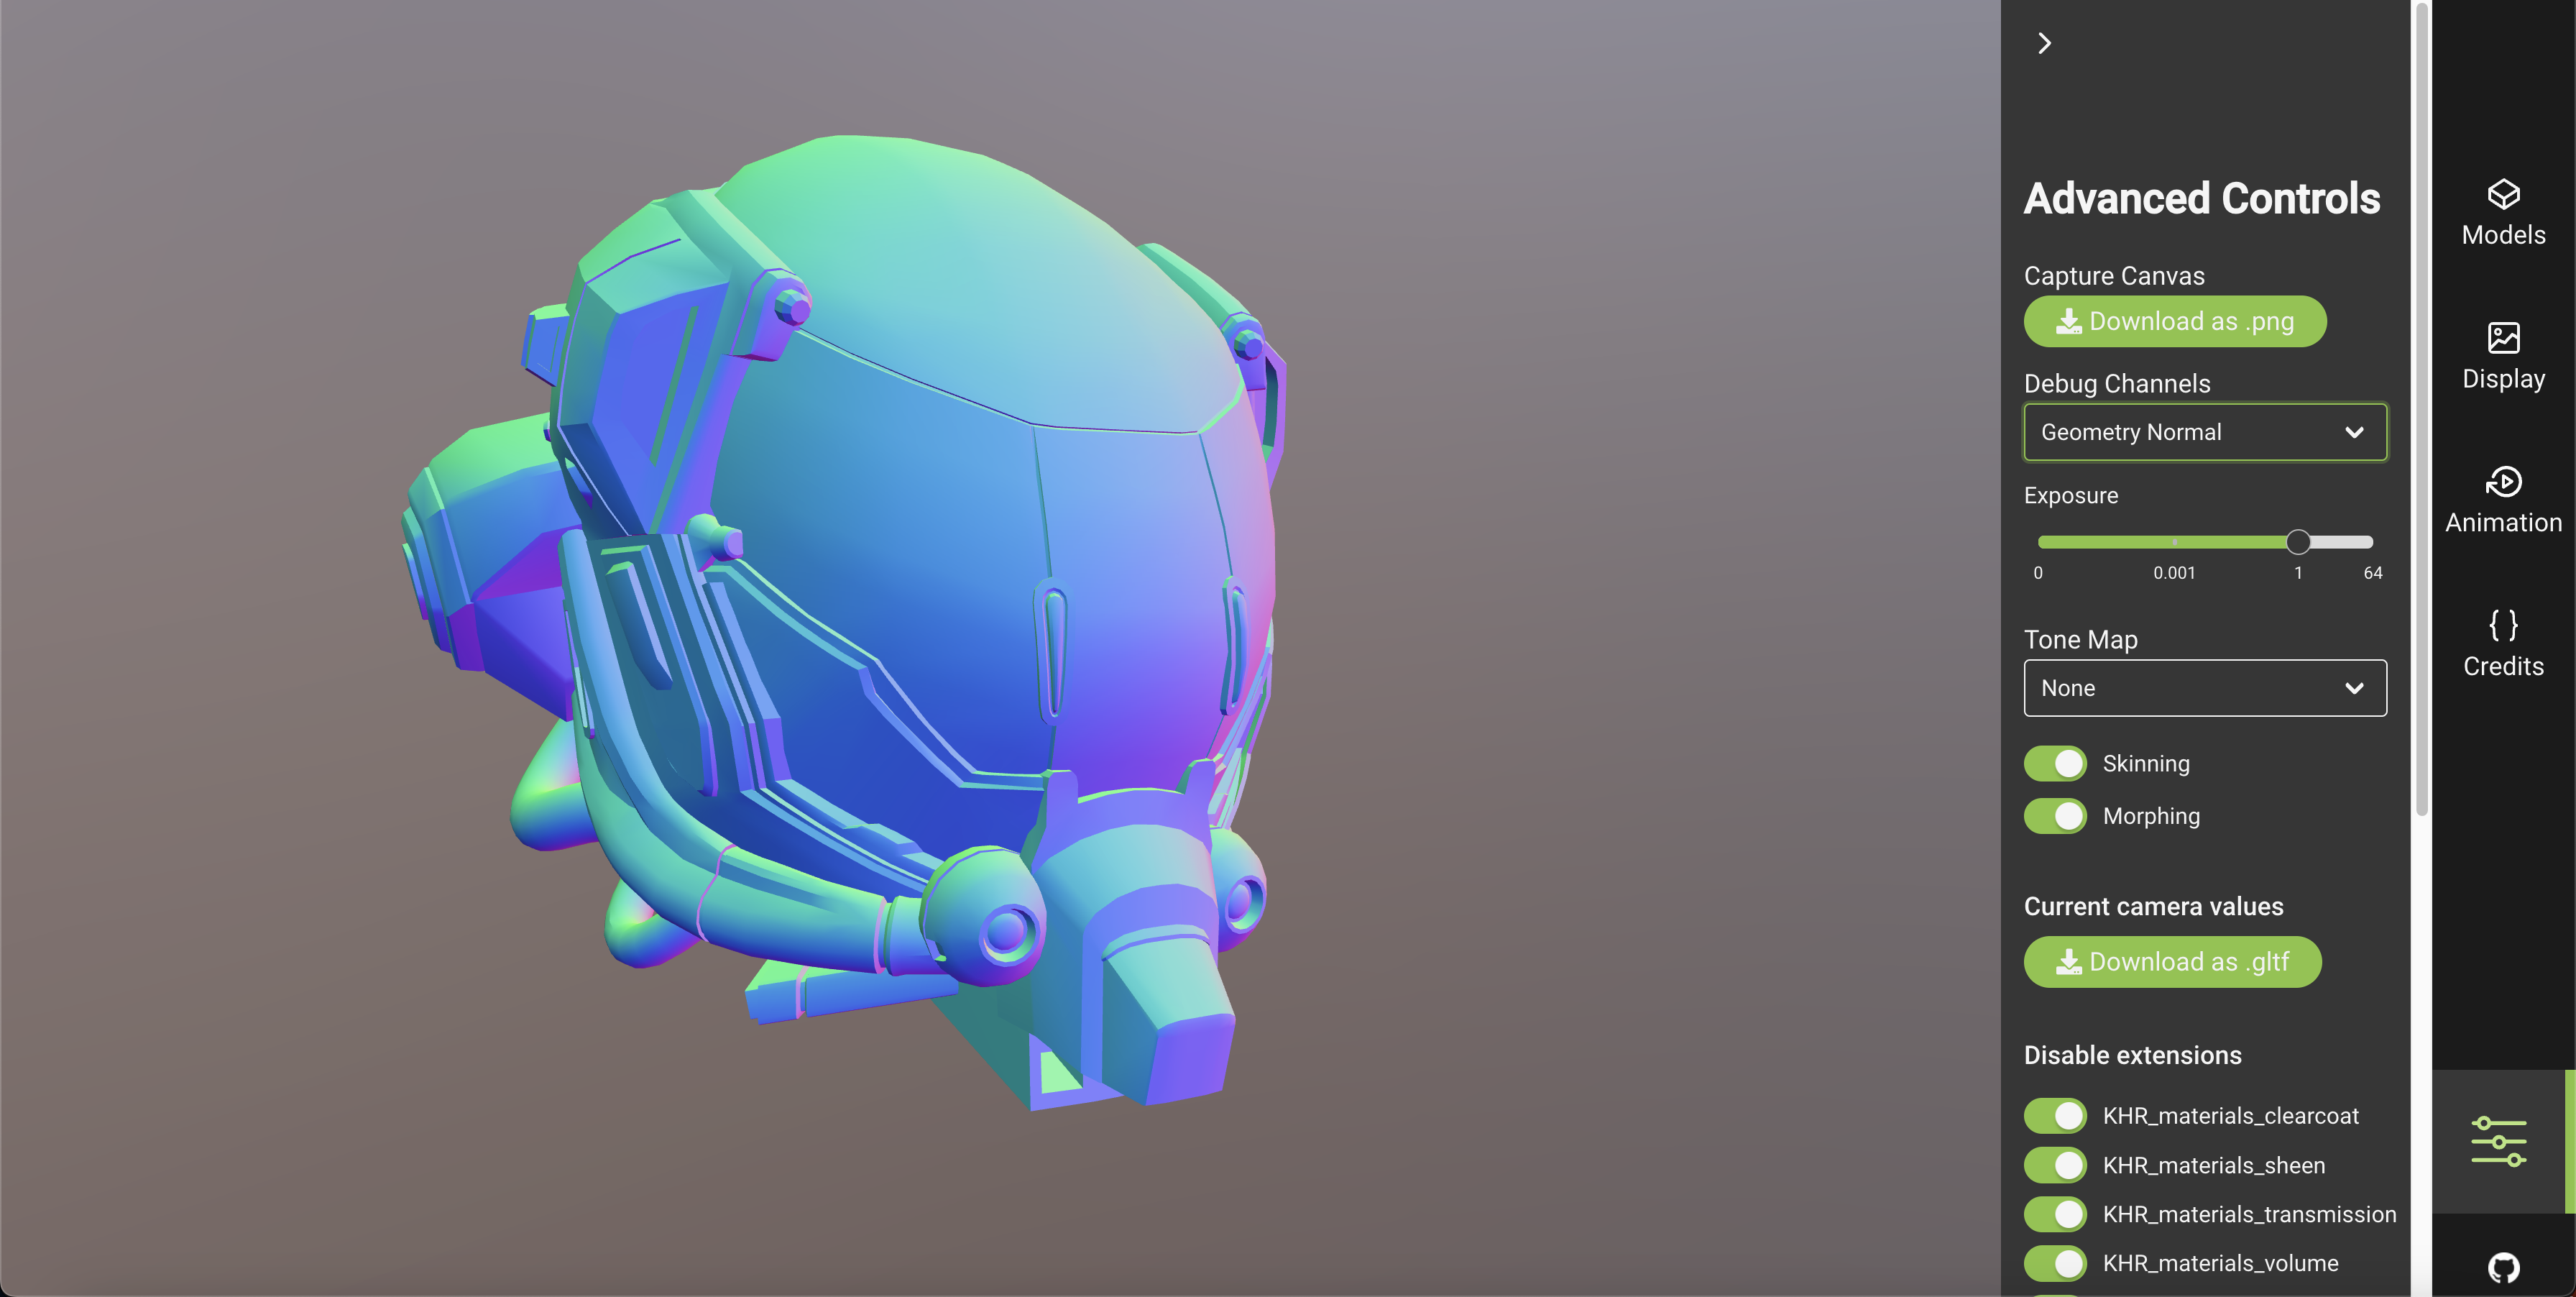 Advanced Controls
Capture Canvas
Download as .png
Debug Channels
Geometry Normal
Exposure
0 0.001 1 64
Tone Map
None
Skinning
Morphing
Current camera values
Download as .gltf
Disable extensions
KHR_materials_clearcoat
KHR_materials_sheen
KHR_materials_transmission
KHR_materials_volume
Models
Display
Animation
Credits